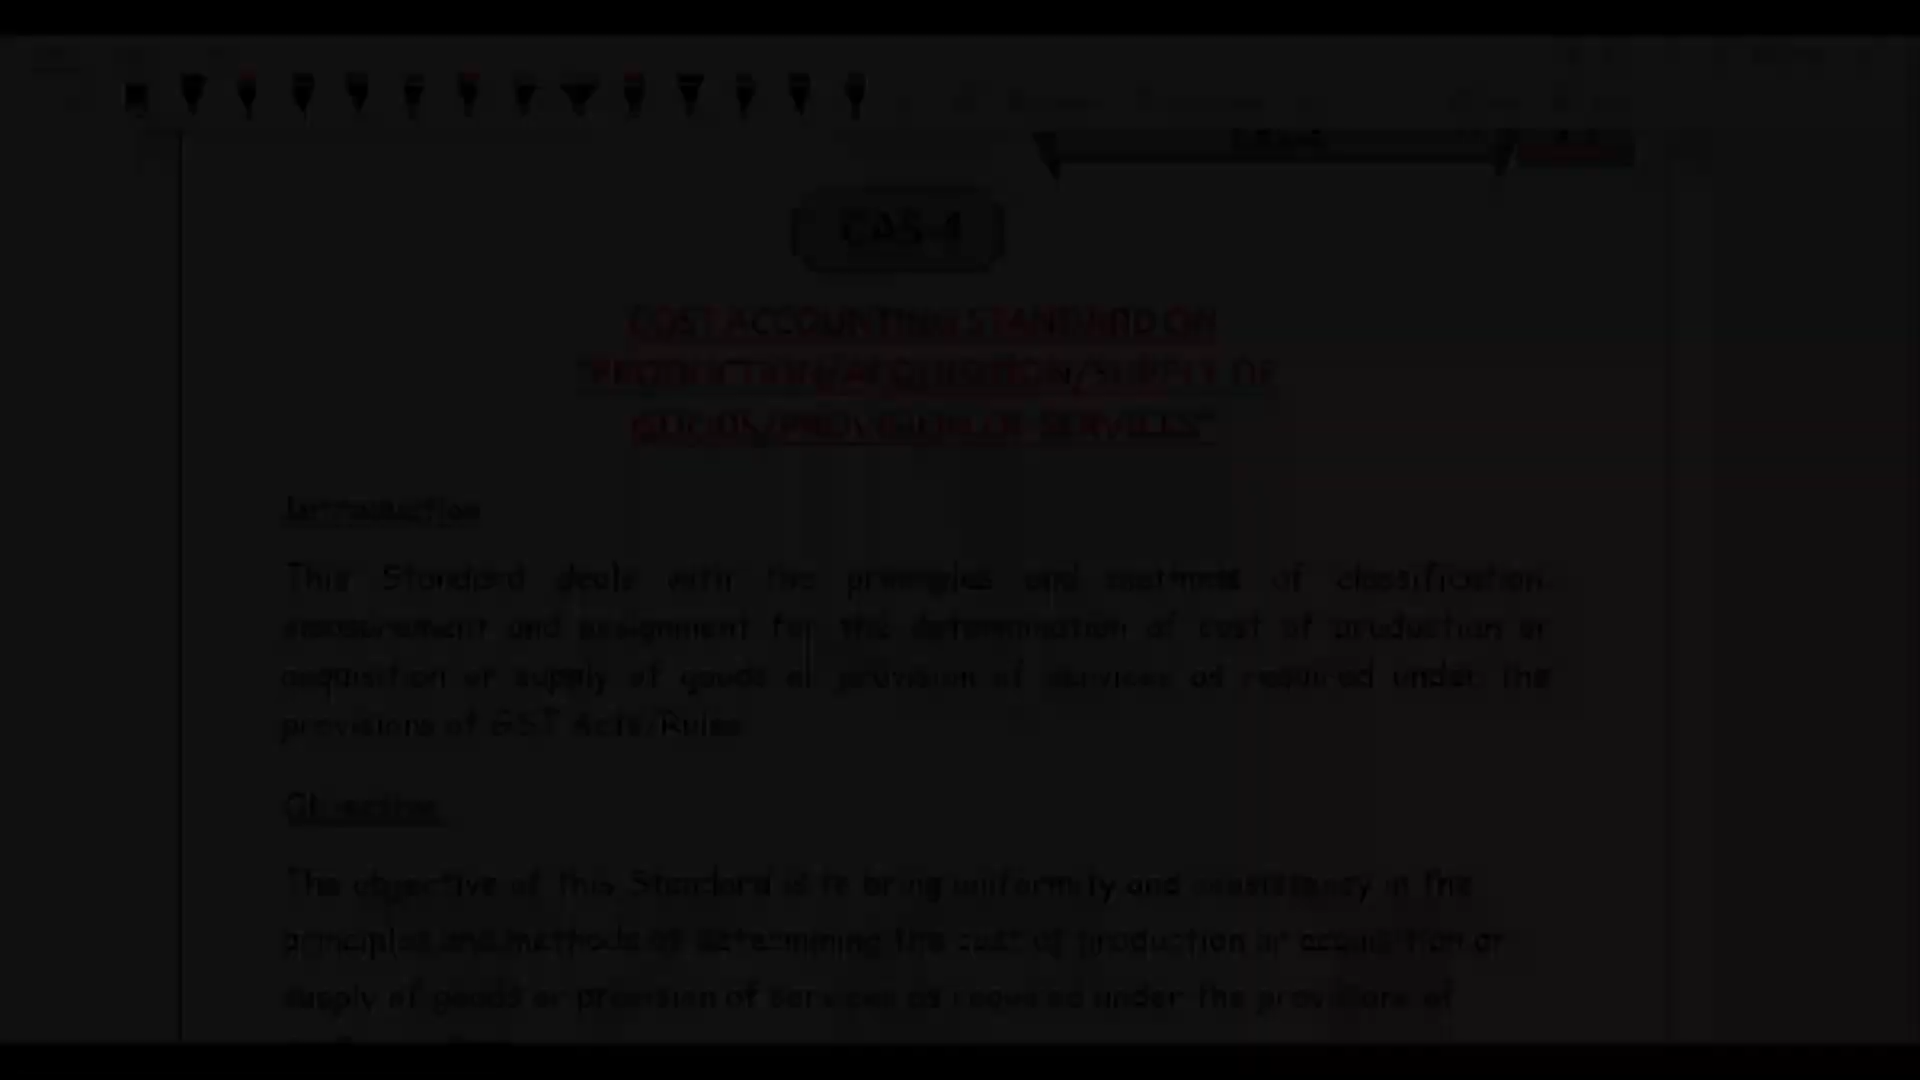 CAS-4
COST ACCOUNTING STANDARD ON
"PRODUCTION/ACQUISITION/SUPPLY OF
GOODS/PROVISION OF SERVICES"
Introduction
This Standard deals with the principles and methods of classification,
measurement and assignment for the determination of cost of production or
acquisition or supply of goods or provision of services as required under the
provisions of GST Acts/Rules
Objective
The objective of this Standard is to bring uniformity and consistency in the
principles and methods of determining the cost of production or acquisition or
supply of goods or provision of services as required under the provisions of